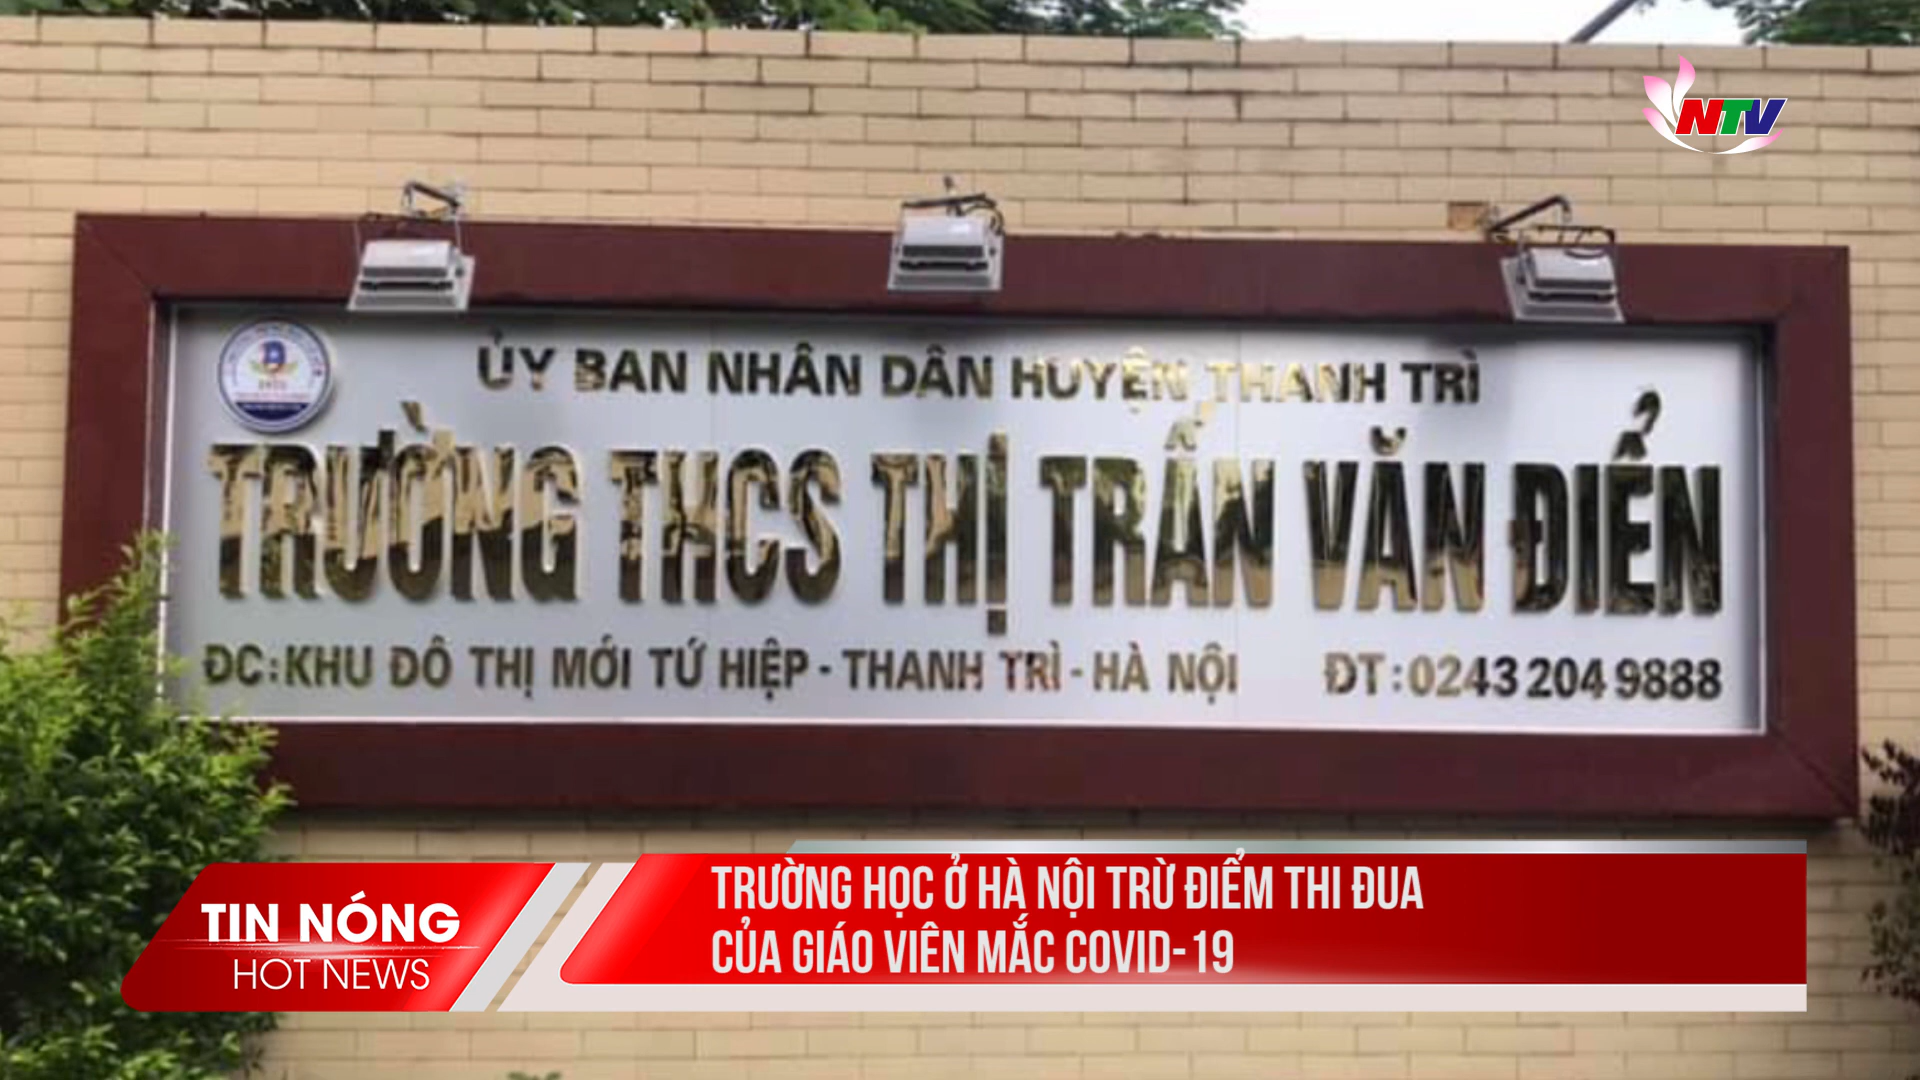 NTV
ỦY BAN NHÂN DÂN HUYỆN THANH TRÌ
TRƯỜNG THCS THỊ TRẤN VĂN ĐIỂN
ĐC: KHU ĐÔ THỊ MỚI TỨ HIỆP - THANH TRÌ - HÀ NỘI ĐT: 0243 204 9888
TIN NÓNG
HOT NEWS
TRƯỜNG HỌC Ở HÀ NỘI TRỪ ĐIỂM THI ĐUA
CỦA GIÁO VIÊN MẮC COVID-19